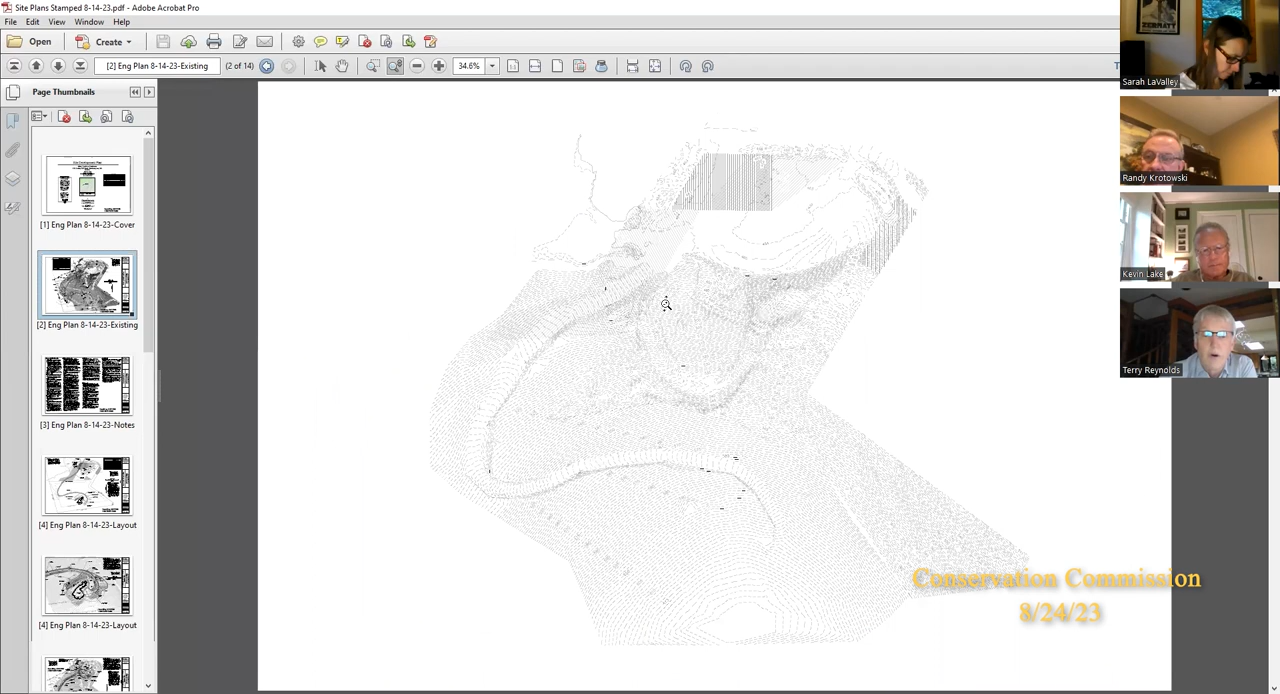 Site Plans Stamped 8-14-23.pdf - Adobe Acrobat Pro
File Edit View Window Help
Open Create
[2] Eng Plan 8-14-23-Existing (2 of 14) 34.6%
Page Thumbnails
[1] Eng Plan 8-14-23-Cover
[2] Eng Plan 8-14-23-Existing
[3] Eng Plan 8-14-23-Notes
[4] Eng Plan 8-14-23-Layout
[4] Eng Plan 8-14-23-Layout
ZERMATT
Sarah LaValley
Randy Krotowski
Kevin Lake
Terry Reynolds
Conservation Commission
8/24/23